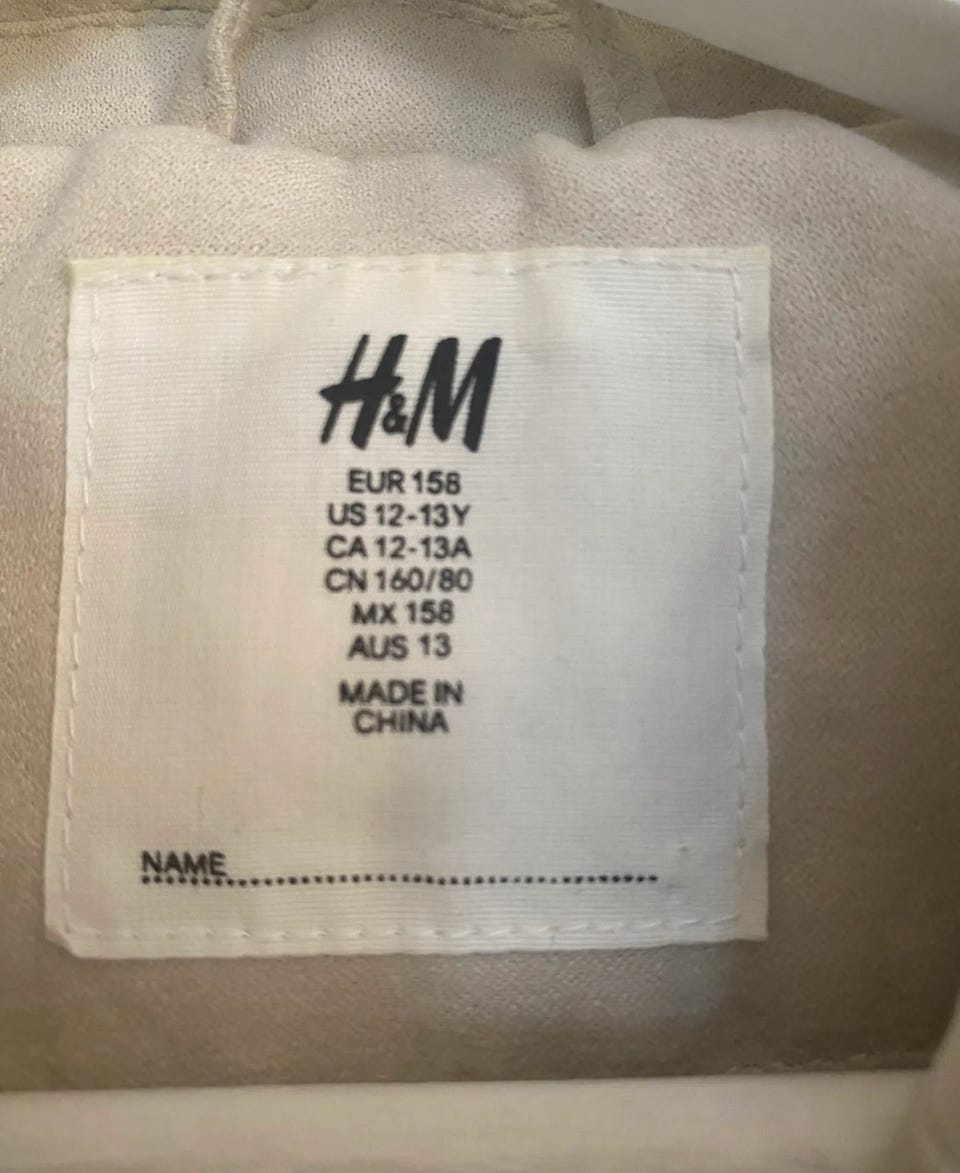 H&M
EUR 158
US 12-13Y
CA 12-13A
CN 160/80
MX 158
AUS 13
MADE IN
CHINA
NAME